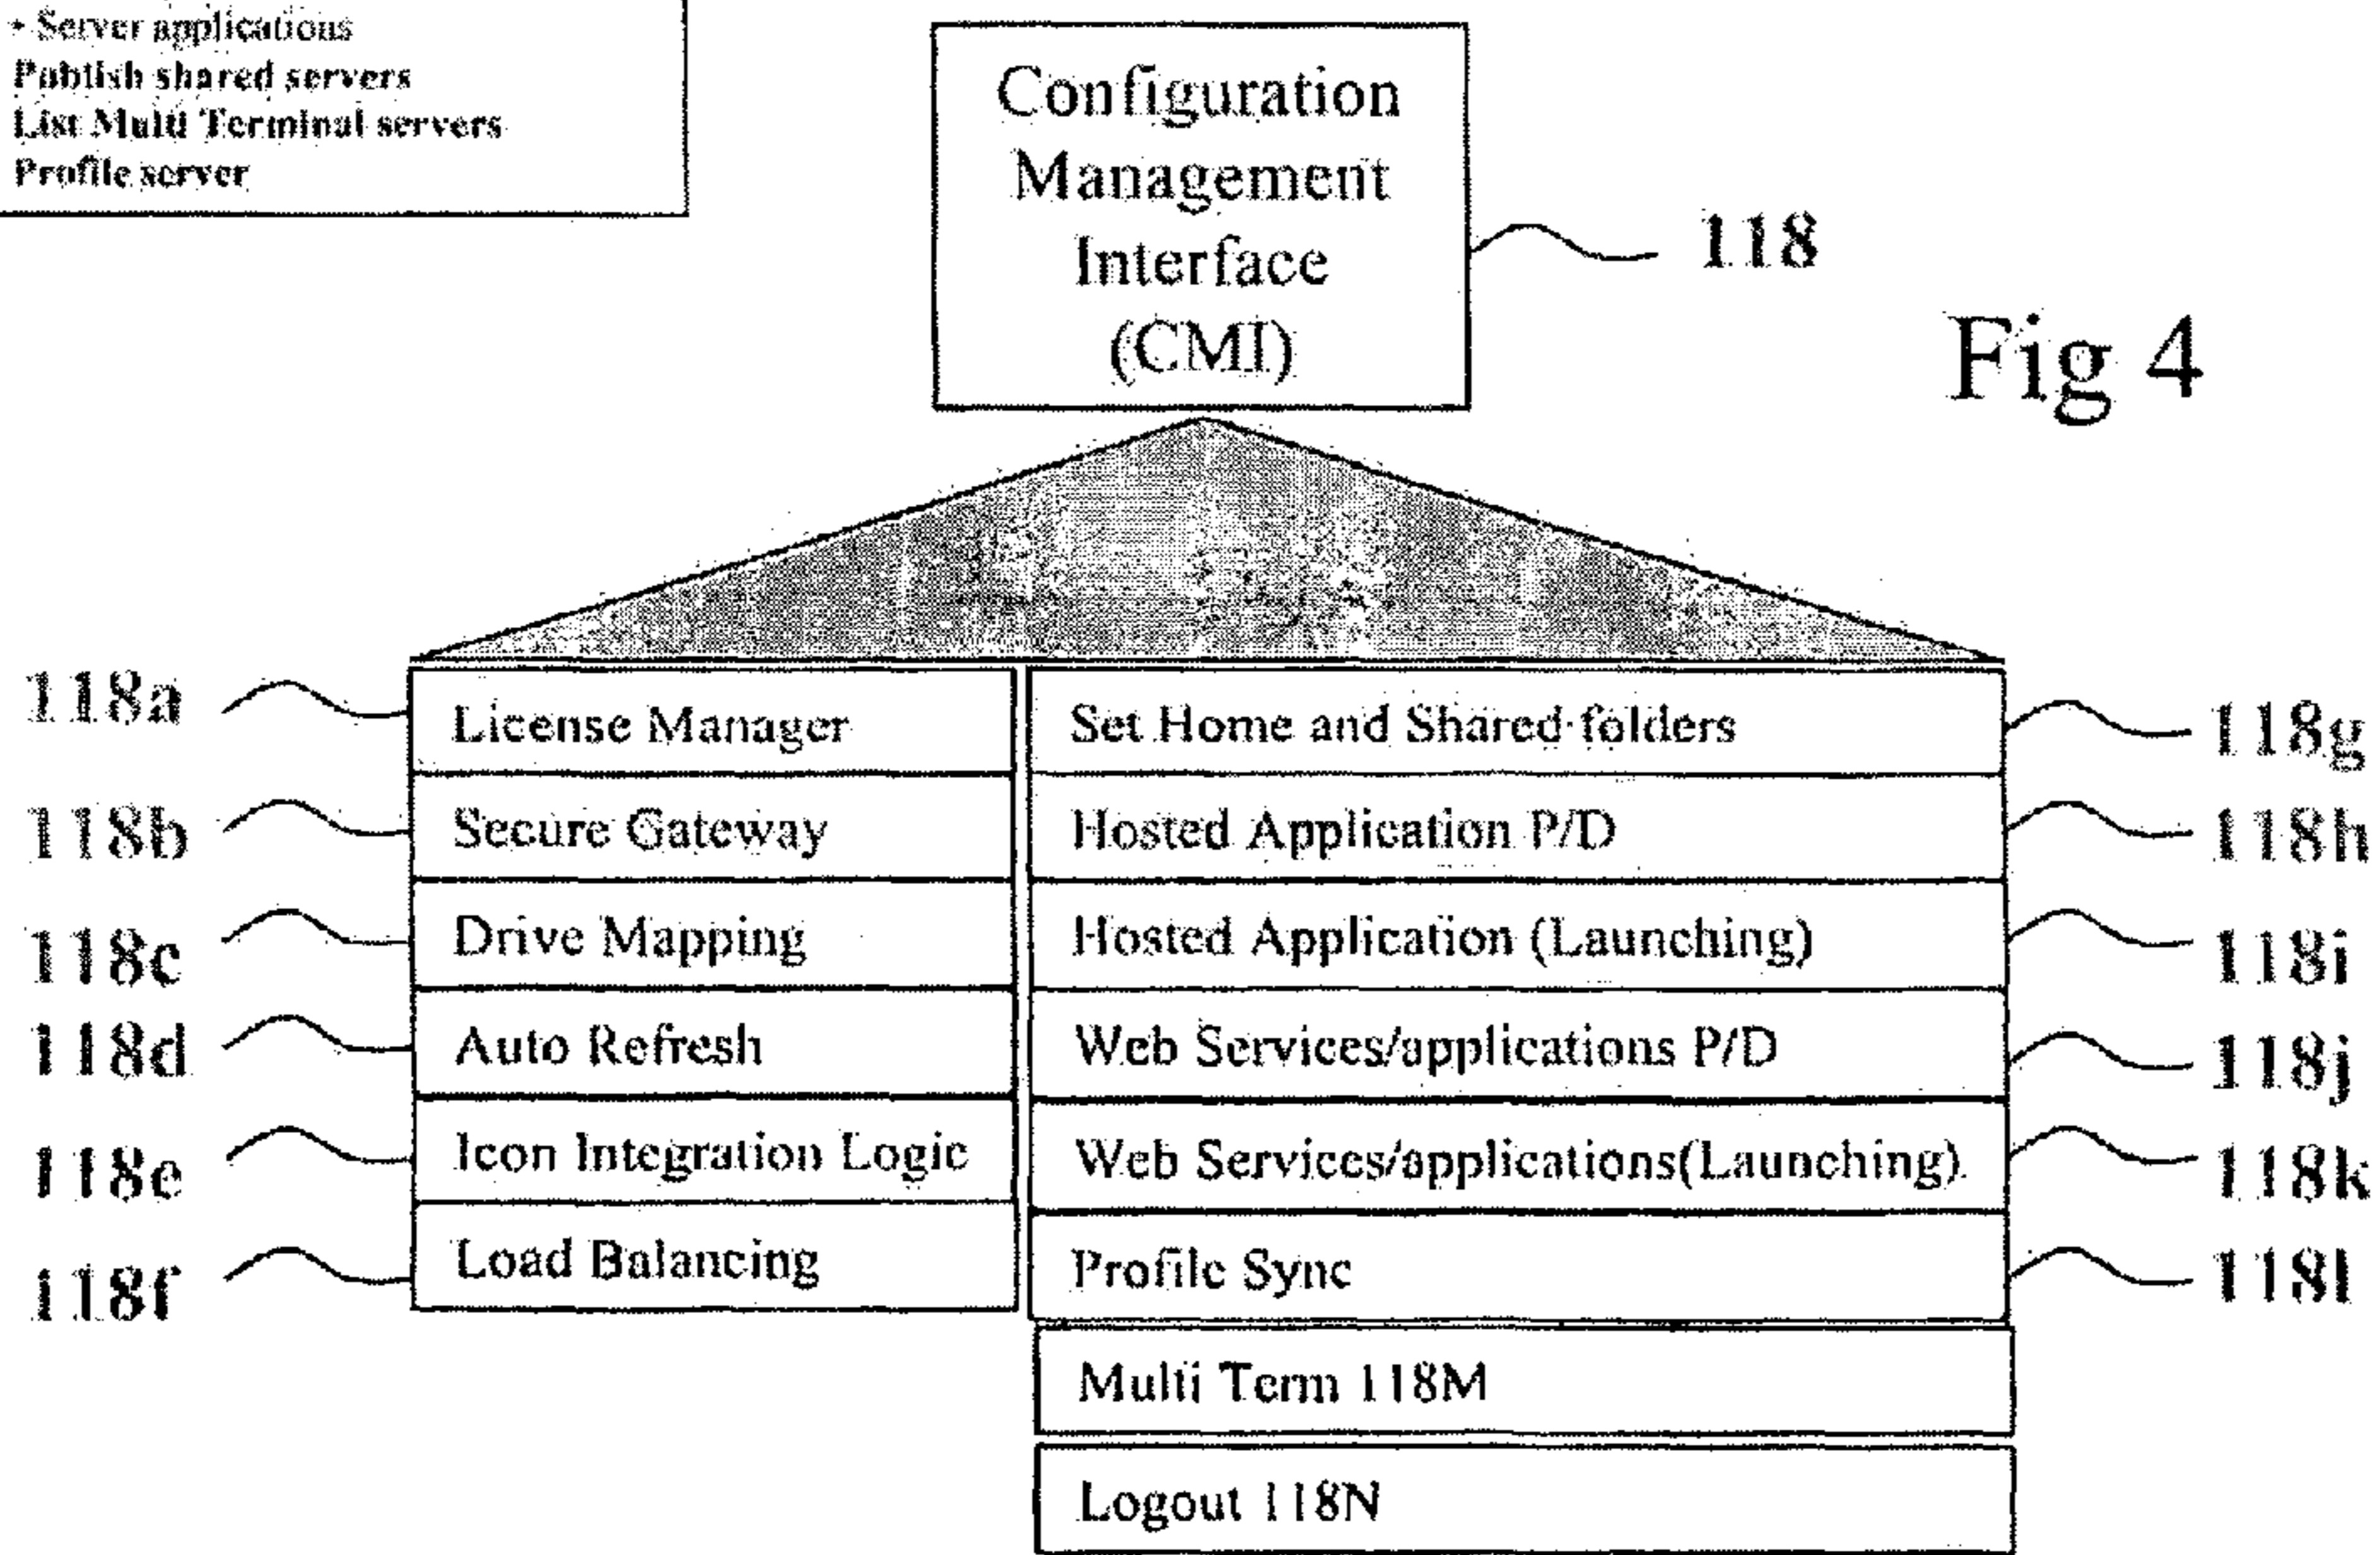 • Server applications
Publish shared servers
List Multi Terminal servers
Profile server
Configuration
Management
Interface
(CMI)
118
Fig 4
118a
License Manager
Set Home and Shared folders
118g
118b
Secure Gateway
Hosted Application P/D
118h
118c
Drive Mapping
Hosted Application (Launching)
118i
118d
Auto Refresh
Web Services/applications P/D
118j
118e
Icon Integration Logic
Web Services/applications(Launching)
118k
118f
Load Balancing
Profile Sync
118l
Multi Term 118M
Logout 118N